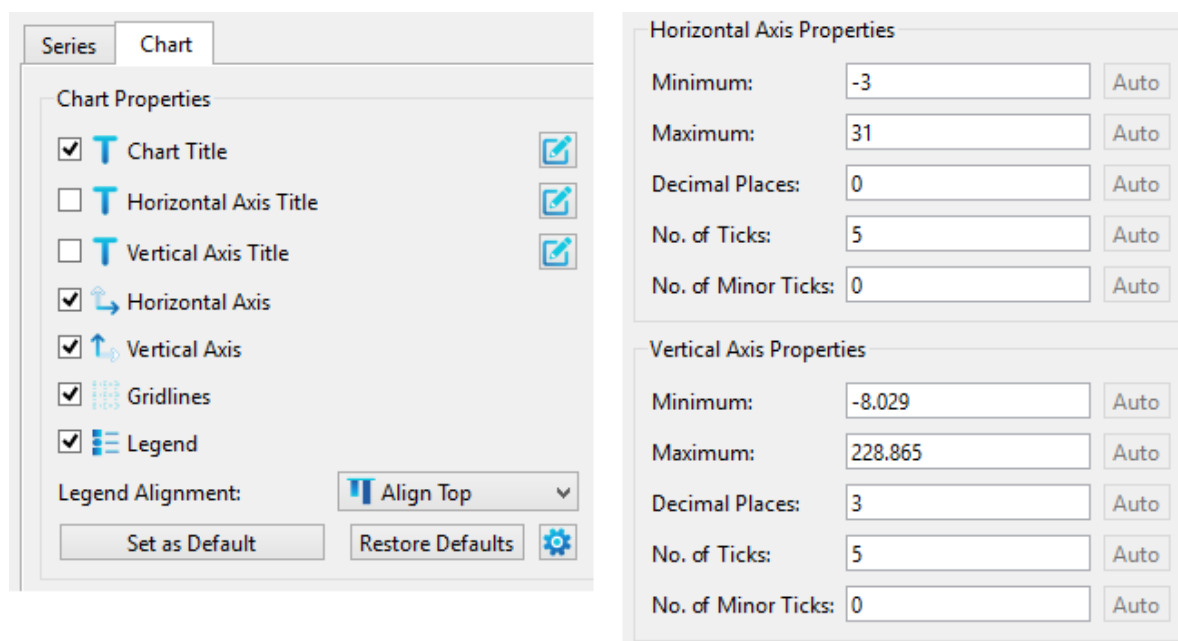 Series Chart
Chart Properties
Chart Title
Horizontal Axis Title
Vertical Axis Title
Horizontal Axis
Vertical Axis
Gridlines
Legend
Legend Alignment: Align Top
Set as Default Restore Defaults
Horizontal Axis Properties
Minimum: -3 Auto
Maximum: 31 Auto
Decimal Places: 0 Auto
No. of Ticks: 5 Auto
No. of Minor Ticks: 0 Auto
Vertical Axis Properties
Minimum: -8.029 Auto
Maximum: 228.865 Auto
Decimal Places: 3 Auto
No. of Ticks: 5 Auto
No. of Minor Ticks: 0 Auto